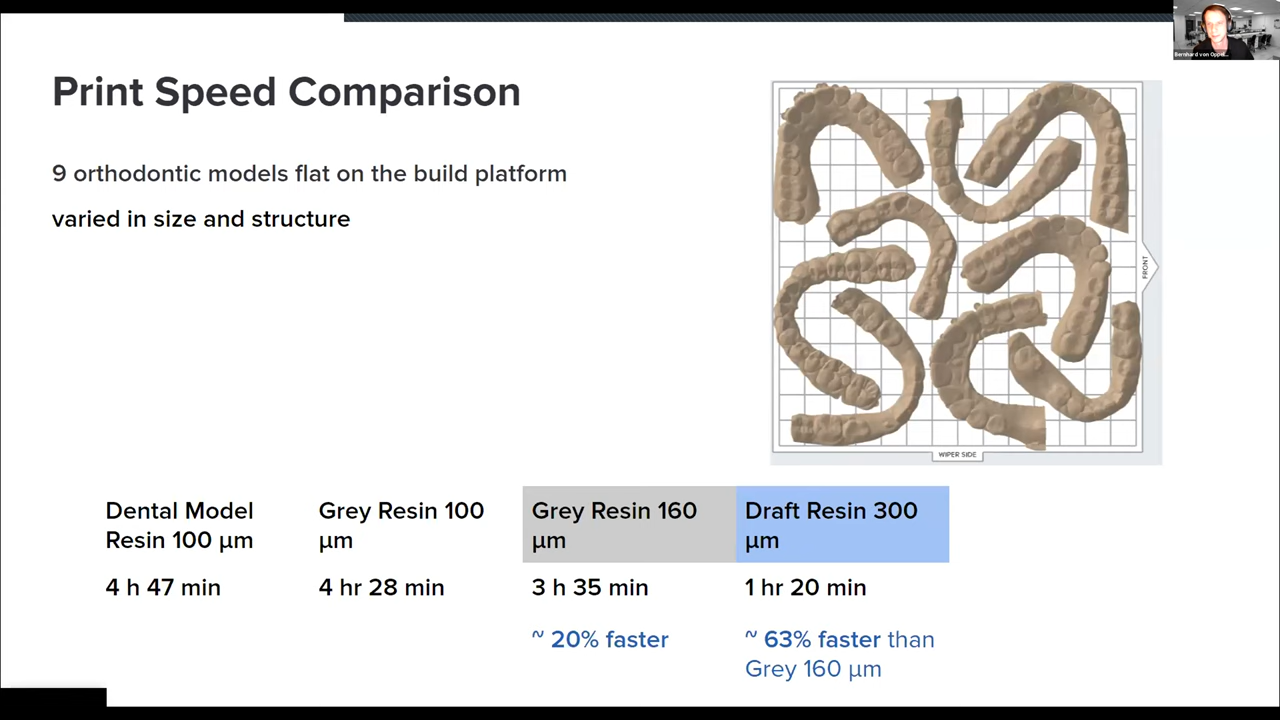 Bernhard von Oppel...
Print Speed Comparison
9 orthodontic models flat on the build platform
varied in size and structure
FRONT
WIPER SIDE
Dental Model
Resin 100 µm
4 h 47 min
Grey Resin 100
µm
4 hr 28 min
Grey Resin 160
µm
3 h 35 min
~ 20% faster
Draft Resin 300
µm
1 hr 20 min
~ 63% faster than
Grey 160 µm